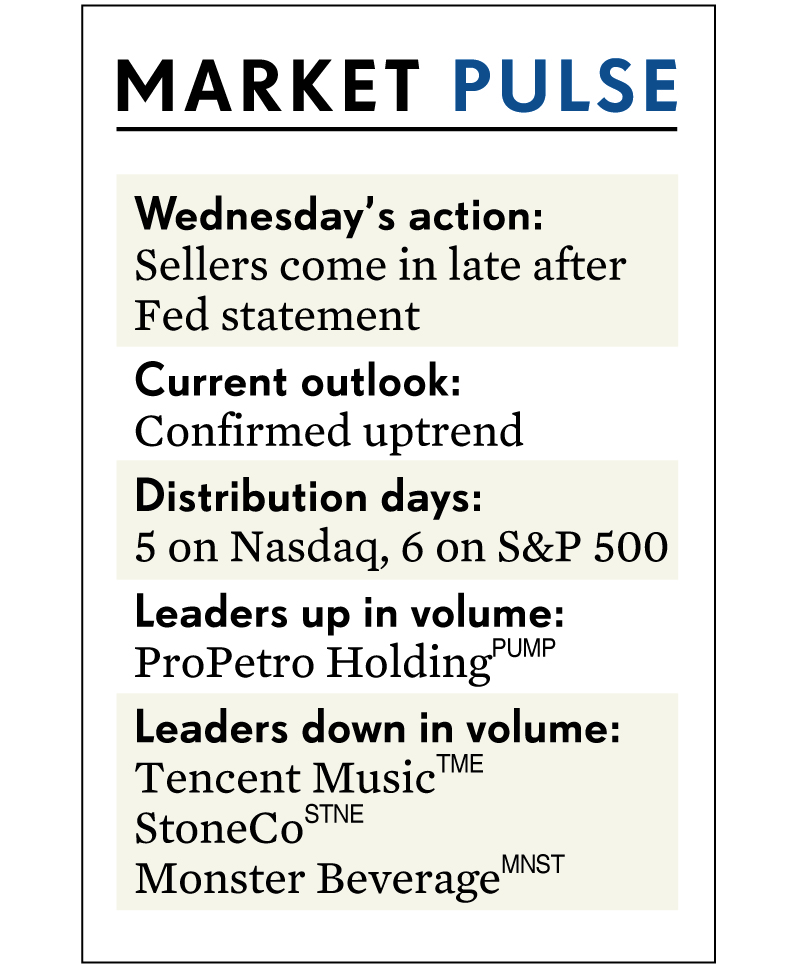 MARKET PULSE
Wednesday’s action:
Sellers come in late after
Fed statement
Current outlook:
Confirmed uptrend
Distribution days:
5 on Nasdaq, 6 on S&P 500
Leaders up in volume:
ProPetro Holding PUMP
Leaders down in volume:
Tencent Music TME
StoneCo STNE
Monster Beverage MNST